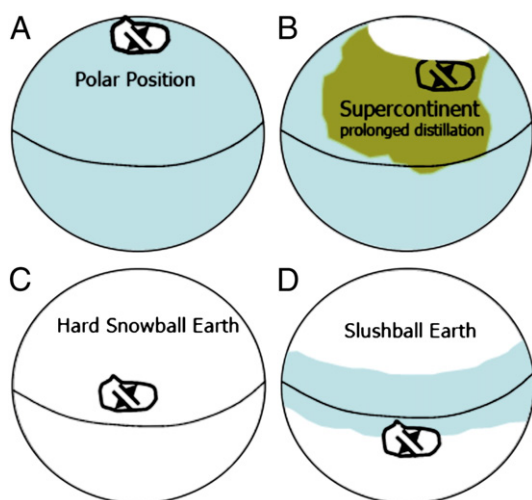 A
Polar Position
B
Supercontinent
prolonged distillation
C
Hard Snowball Earth
D
Slushball Earth